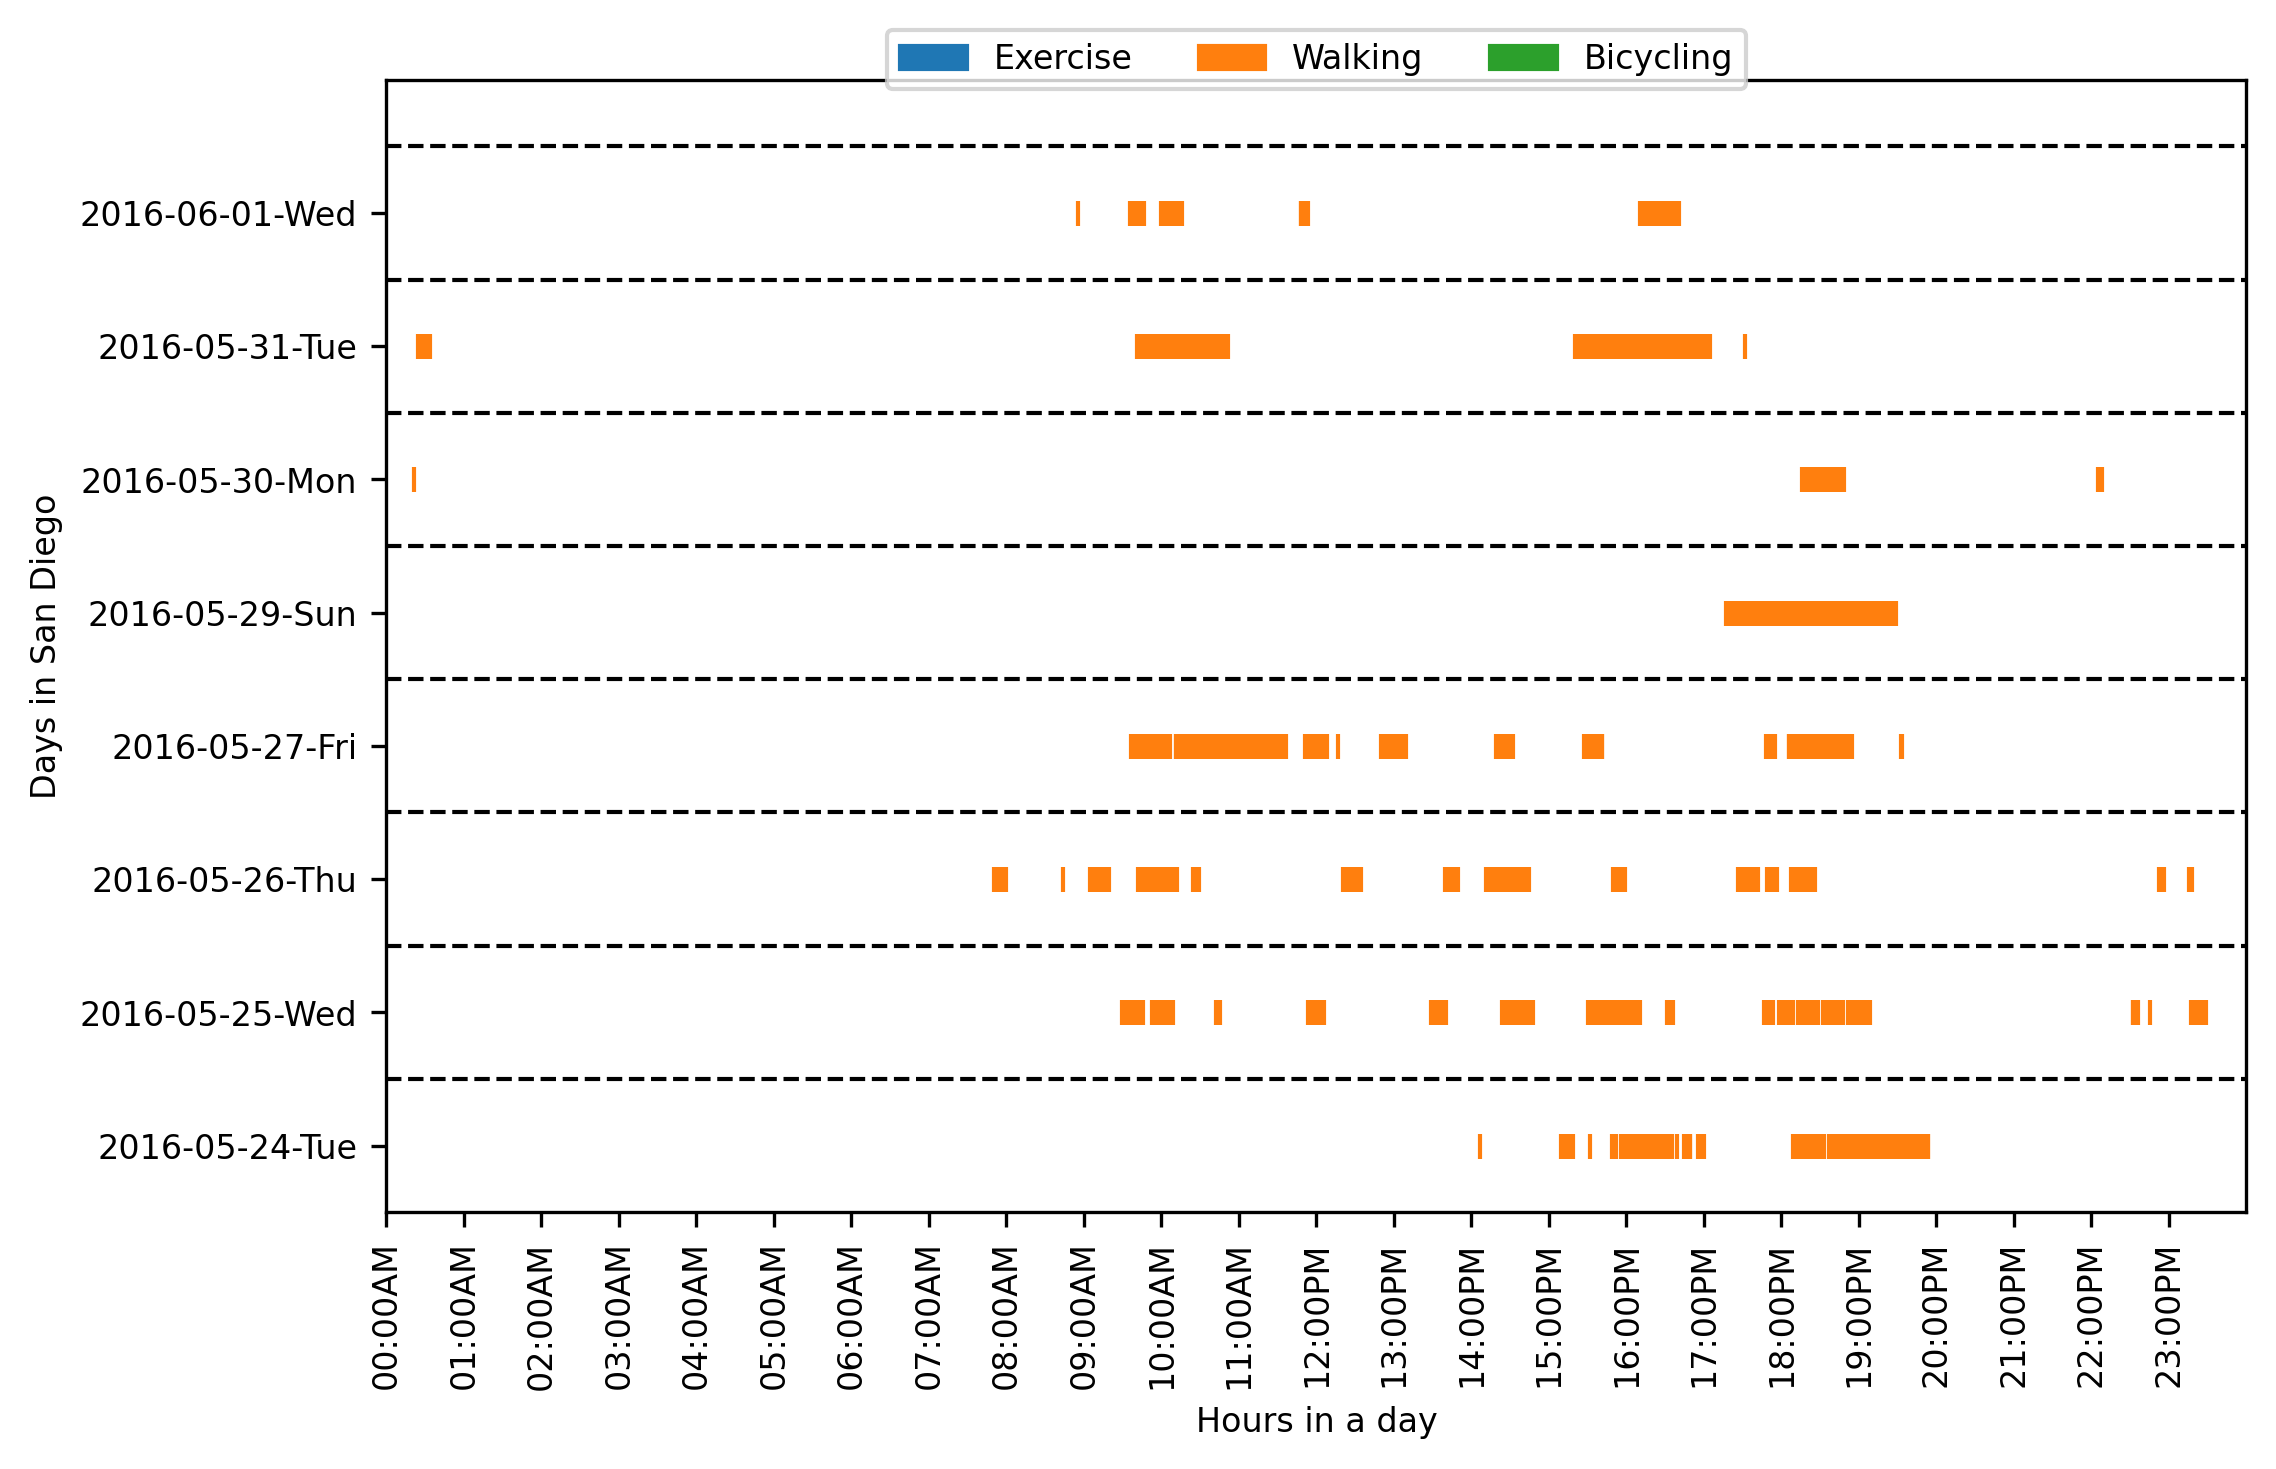 Exercise Walking Bicycling
2016-06-01-Wed
2016-05-31-Tue
2016-05-30-Mon
2016-05-29-Sun
2016-05-27-Fri
2016-05-26-Thu
2016-05-25-Wed
2016-05-24-Tue
Days in San Diego
00:00AM
01:00AM
02:00AM
03:00AM
04:00AM
05:00AM
06:00AM
07:00AM
08:00AM
09:00AM
10:00AM
11:00AM
12:00PM
13:00PM
14:00PM
15:00PM
16:00PM
17:00PM
18:00PM
19:00PM
20:00PM
21:00PM
22:00PM
23:00PM
Hours in a day